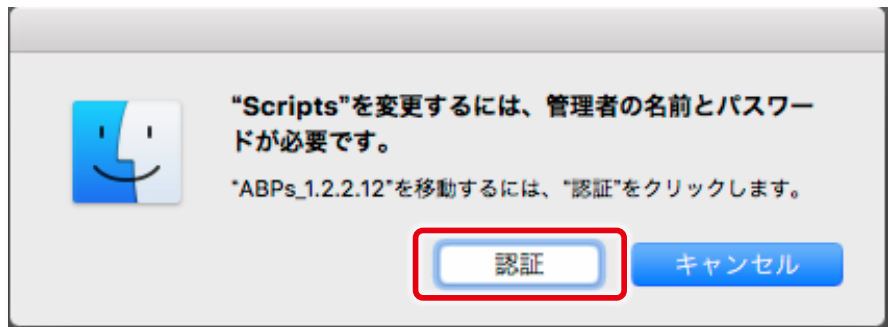 “Scripts”を変更するには、管理者の名前とパスワー
ドが必要です。
“ABPs_1.2.2.12”を移動するには、“認証”をクリックします。
認証
キャンセル